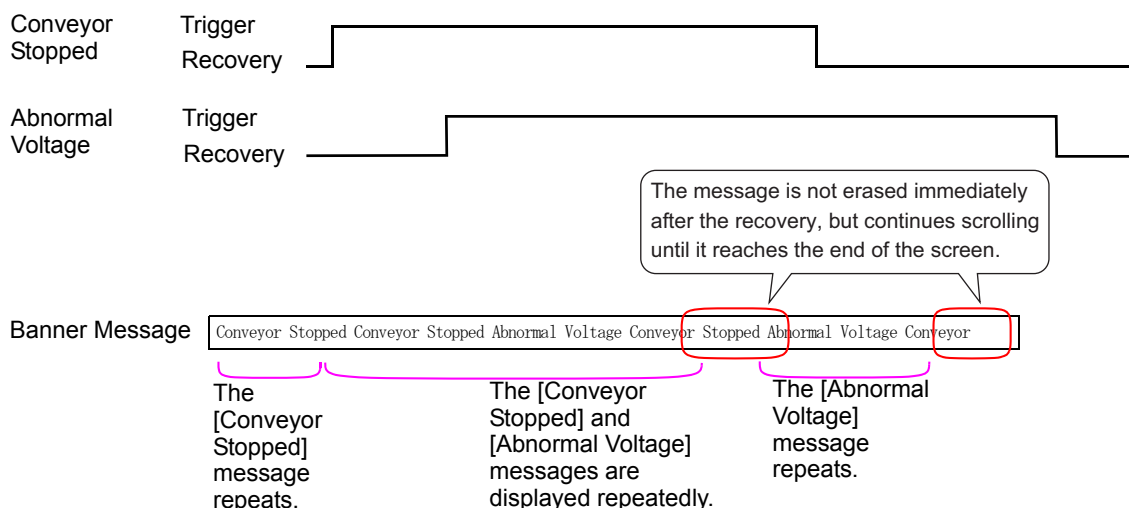 Conveyor
Stopped
Trigger
Recovery
Abnormal
Voltage
Trigger
Recovery
The message is not erased immediately
after the recovery, but continues scrolling
until it reaches the end of the screen.
Banner Message
Conveyor Stopped Conveyor Stopped Abnormal Voltage Conveyor Stopped Abnormal Voltage Conveyor
The
[Conveyor
Stopped]
message
repeats.
The [Conveyor
Stopped] and
[Abnormal Voltage]
messages are
displayed repeatedly.
The [Abnormal
Voltage]
message
repeats.